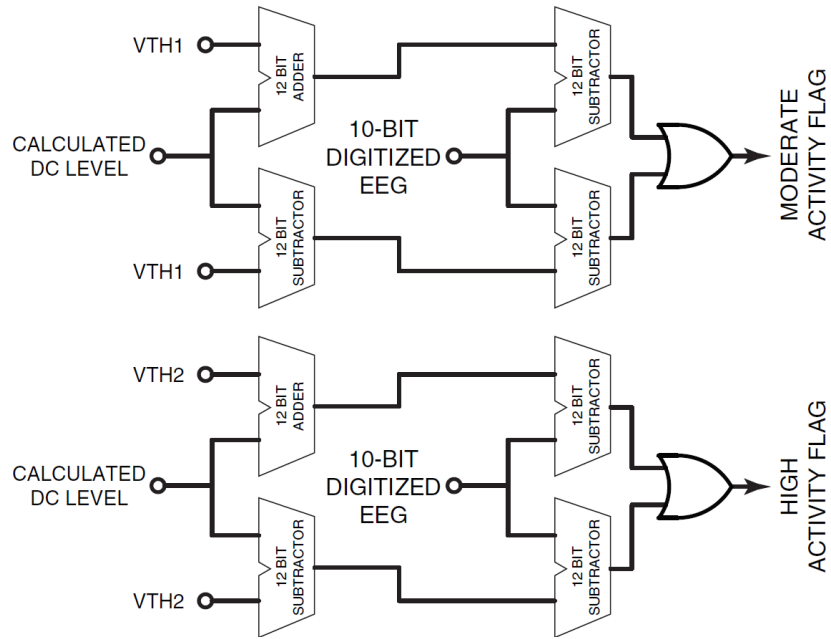 VTH1
12 BIT
ADDER
12 BIT
SUBTRACTOR
CALCULATED
DC LEVEL
10-BIT
DIGITIZED
EEG
MODERATE
ACTIVITY FLAG
12 BIT
SUBTRACTOR
12 BIT
SUBTRACTOR
VTH1
VTH2
12 BIT
ADDER
12 BIT
SUBTRACTOR
CALCULATED
DC LEVEL
10-BIT
DIGITIZED
EEG
HIGH
ACTIVITY FLAG
12 BIT
SUBTRACTOR
12 BIT
SUBTRACTOR
VTH2